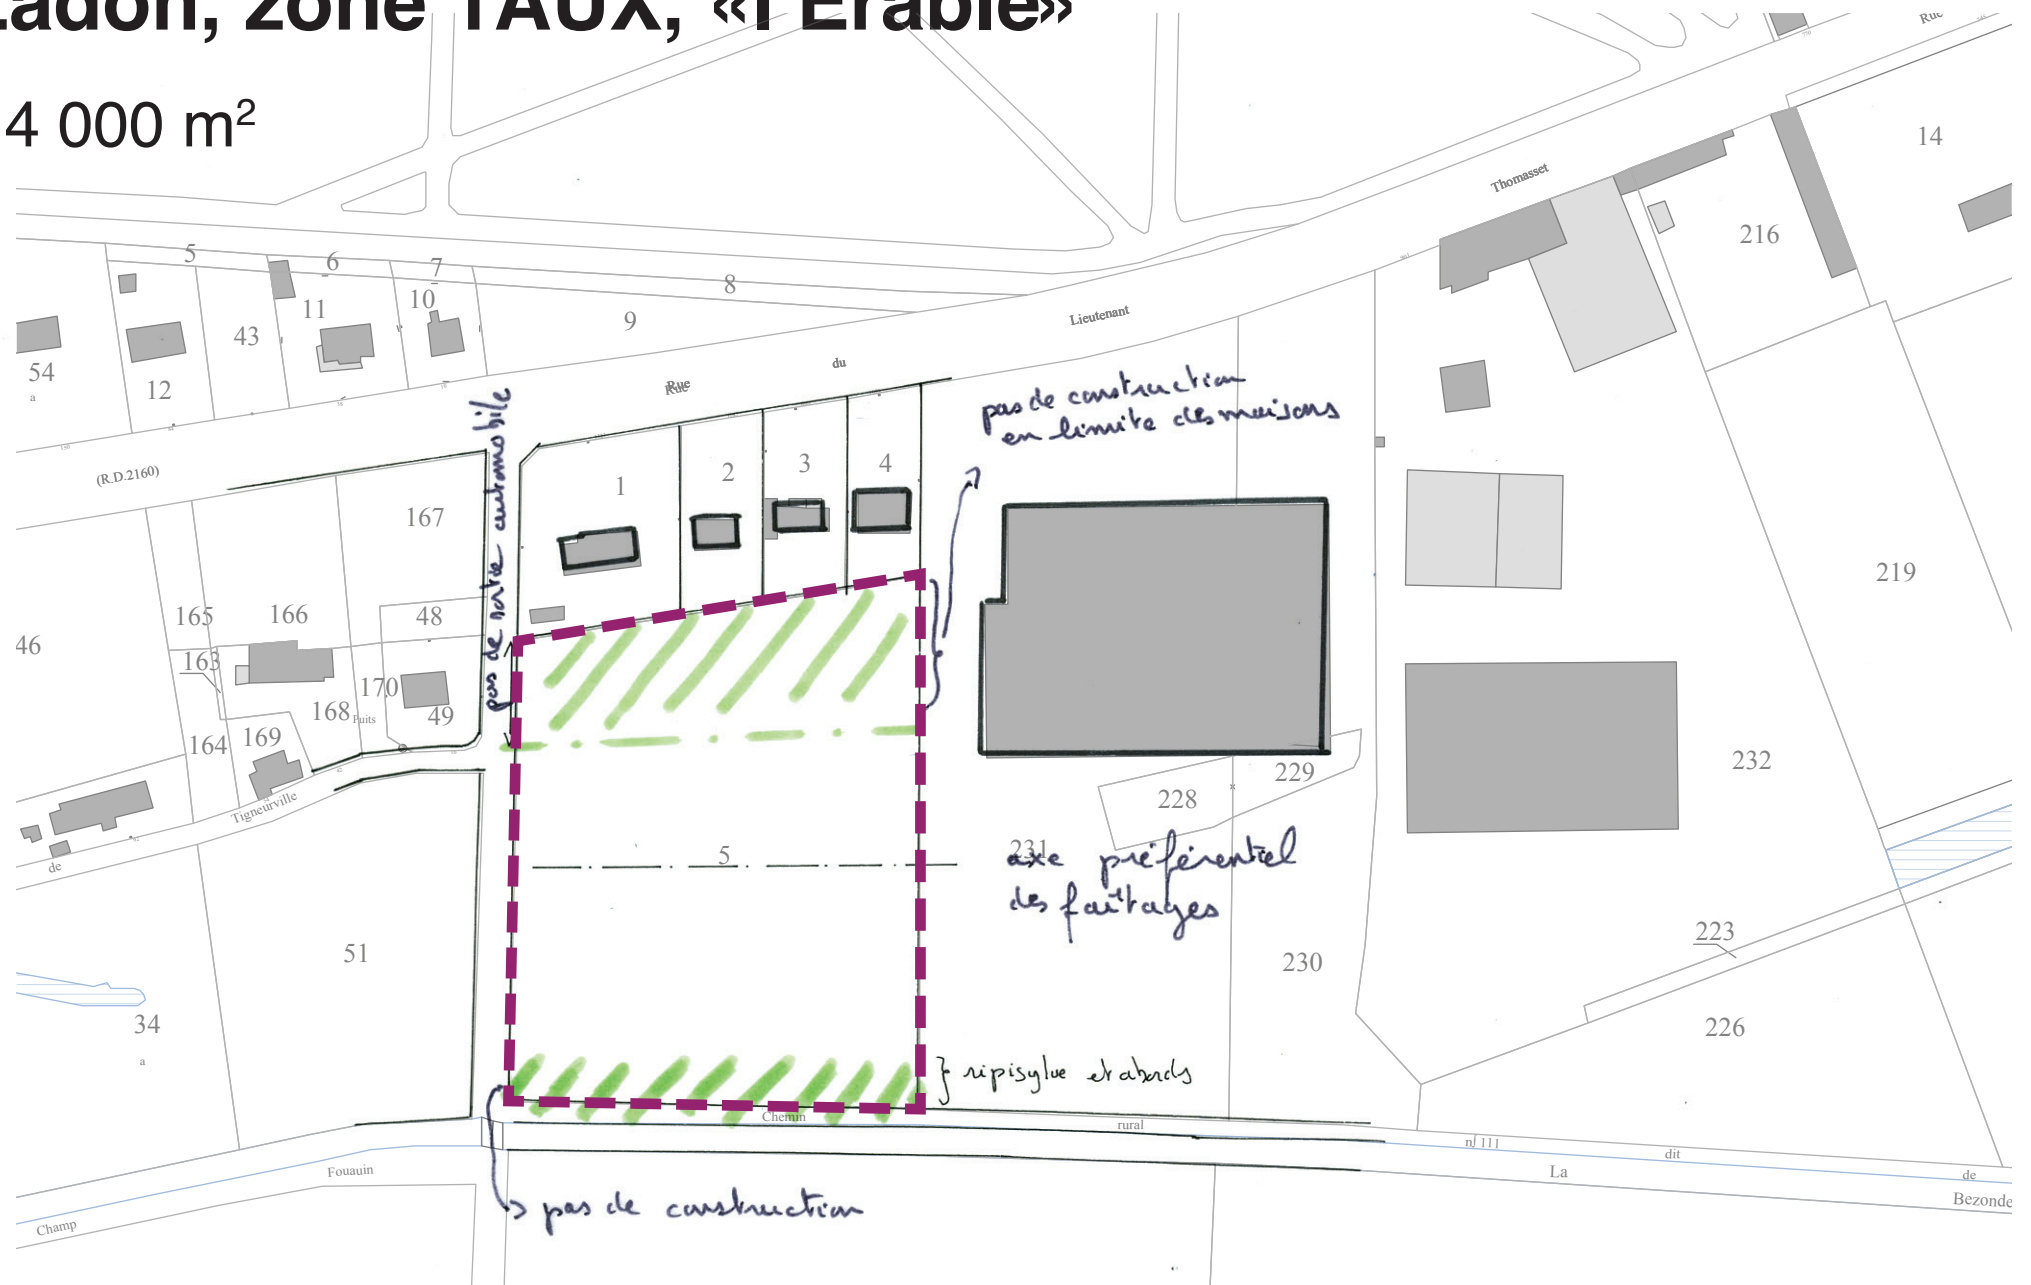 Ladon, zone 1AUX, «l'Erable»
4 000 m²
Rue
Thomasset
14
216
5
6
7
8
9
10
11
43
12
54
a
Lieutenant
du
Rue
(R.D.2160)
pas de construction
en limite des maisons
pas de sortie automobile
1
2
3
4
167
165
166
48
46
163
170
168
Puits
49
164
169
Tigneurville
de
219
232
229
228
231
axe préférentiel
des faîtages
5
51
34
a
230
223
226
ripisylve et abords
Chemin
rural
n° 111
dit
de
La
Bezonde
Fouauin
Champ
pas de construction